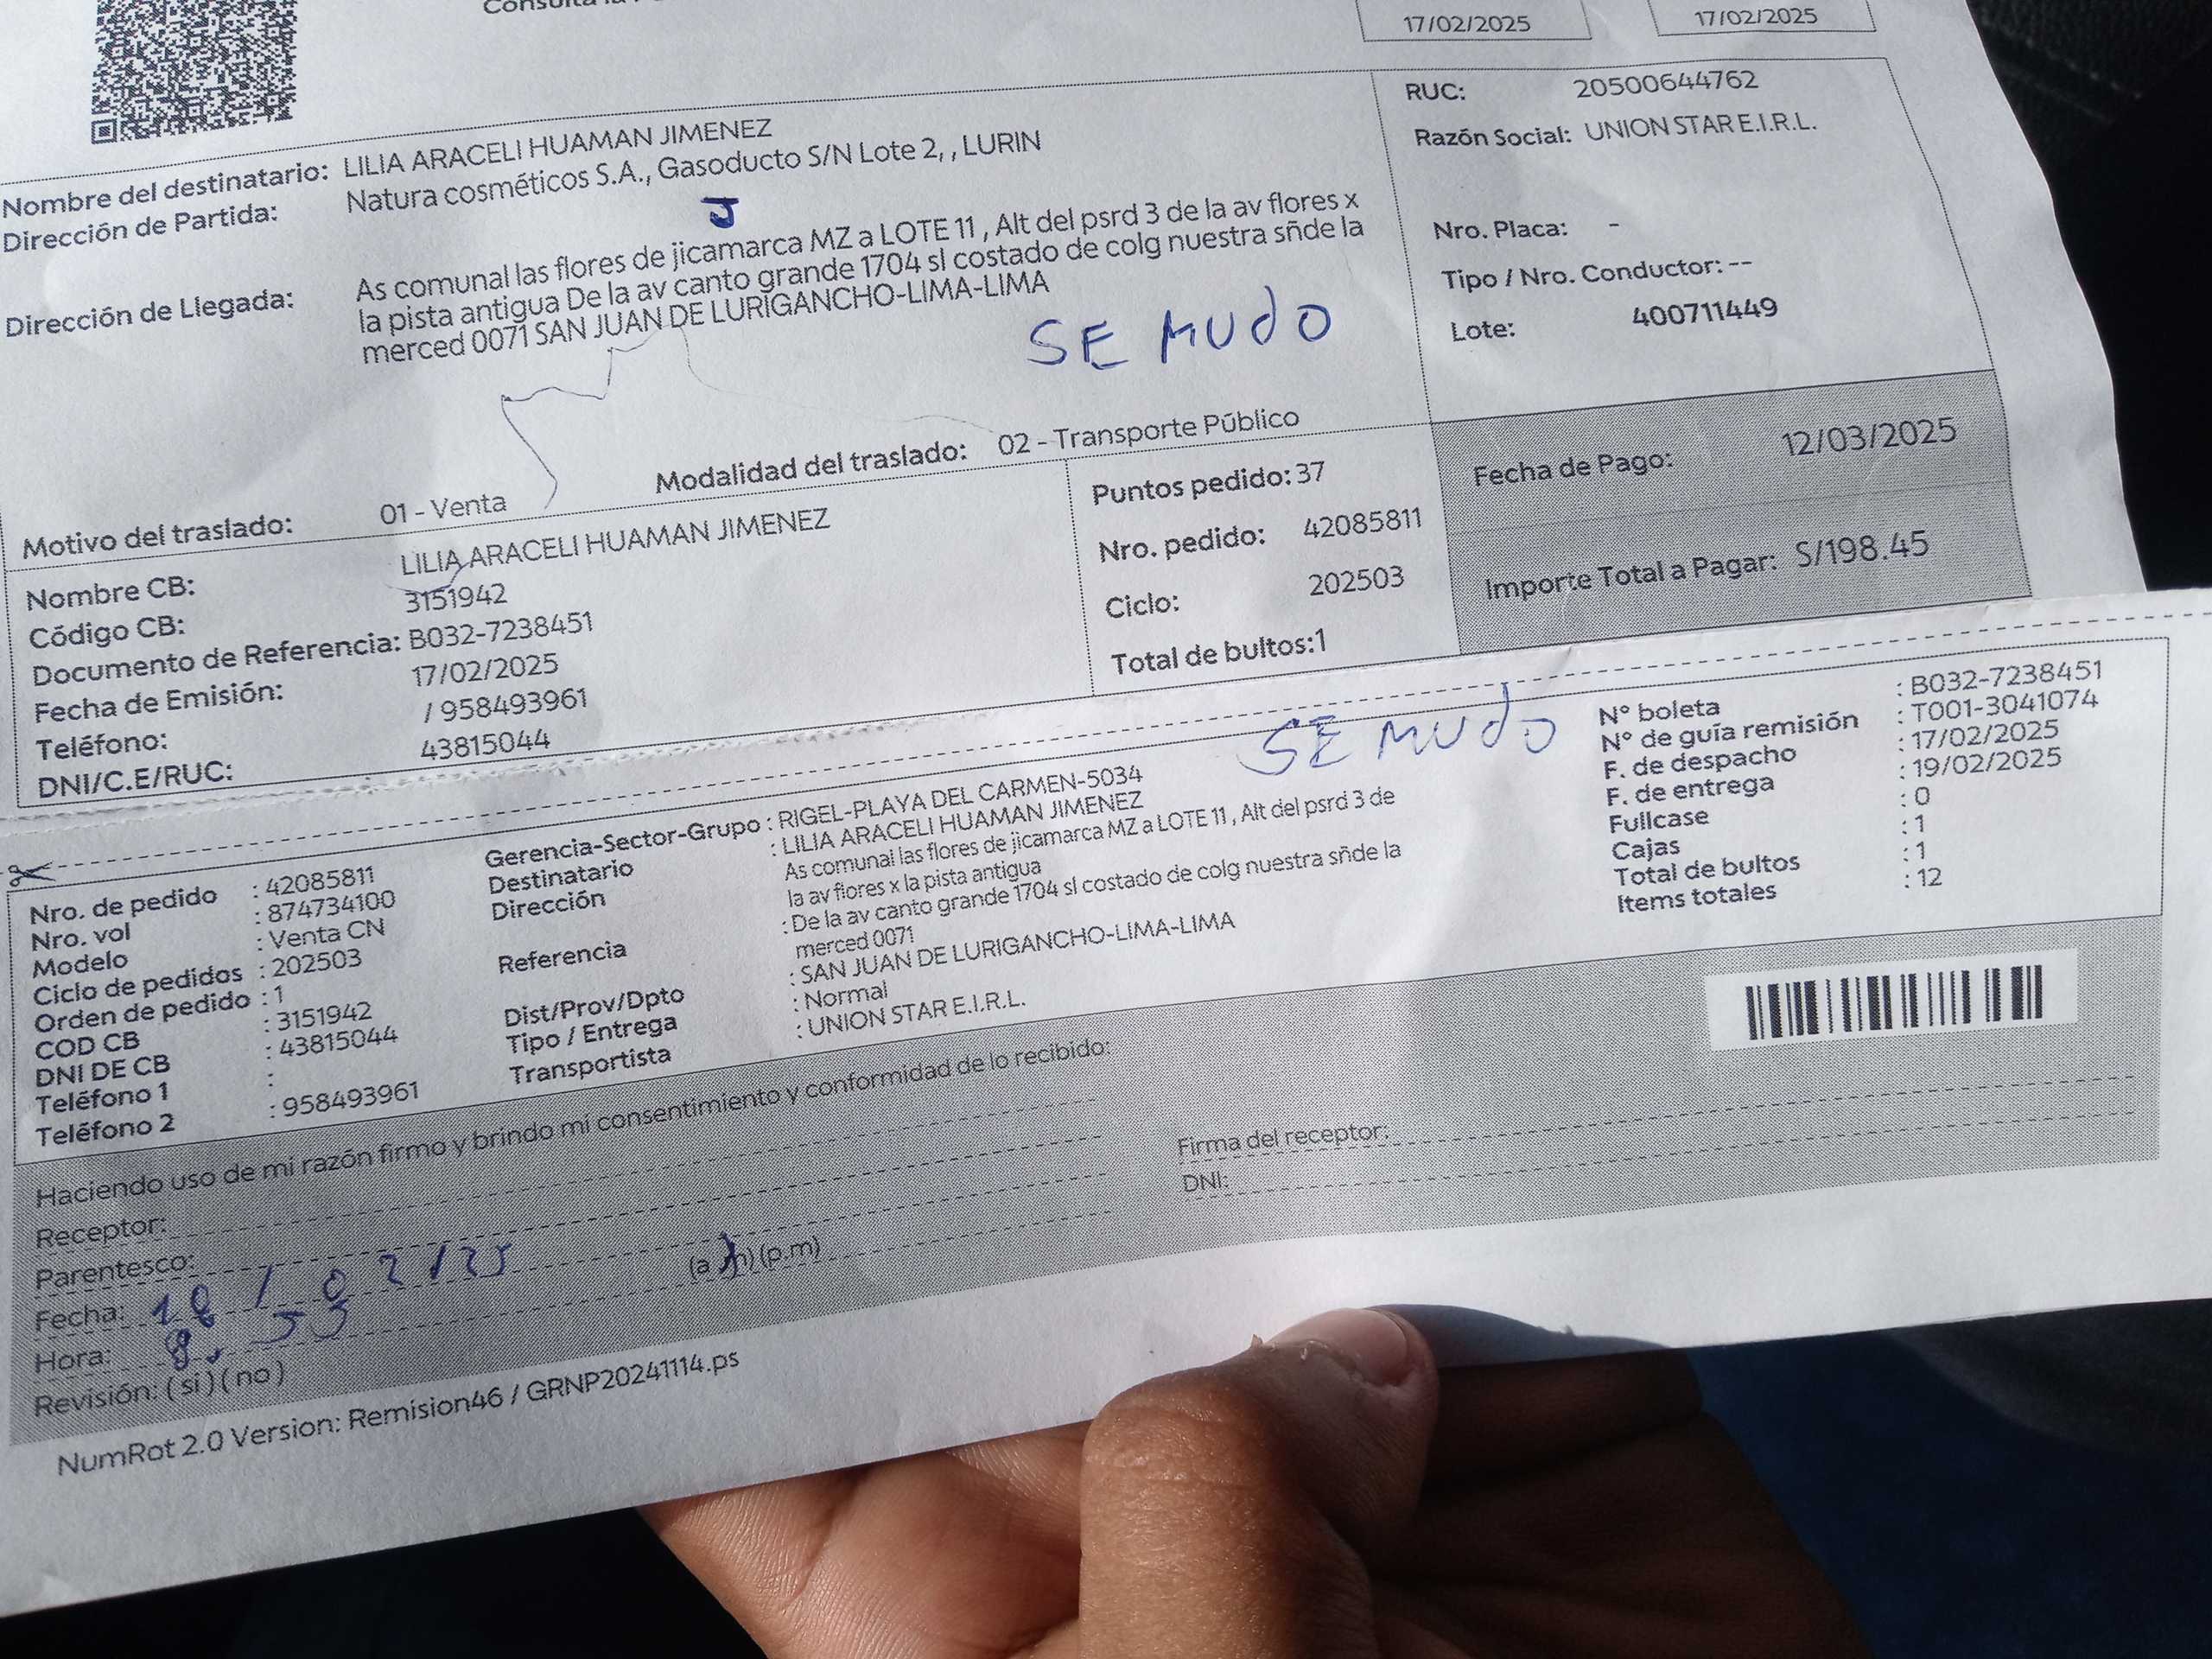 Consulta la
17/02/2025
17/02/2025
Nombre del destinatario: LILIA ARACELI HUAMAN JIMENEZ
Dirección de Partida: Natura cosméticos S.A., Gasoducto S/N Lote 2, , LURIN
J
Dirección de Llegada: As comunal las flores de jicamarca MZ a LOTE 11 , Alt del psrd 3 de la av flores x
la pista antigua De la av canto grande 1704 sl costado de colg nuestra sñde la
merced 0071 SAN JUAN DE LURIGANCHO-LIMA-LIMA
SE MUdO
RUC: 20500644762
Razón Social: UNION STAR E.I.R.L.
Nro. Placa: -
Tipo / Nro. Conductor: --
Lote: 400711449
Motivo del traslado: 01 - Venta
Modalidad del traslado: 02 - Transporte Público
Nombre CB: LILIA ARACELI HUAMAN JIMENEZ
Código CB: 3151942
Documento de Referencia: B032-7238451
Fecha de Emisión: 17/02/2025
Teléfono: / 958493961
DNI/C.E/RUC: 43815044
Puntos pedido: 37
Nro. pedido: 42085811
Ciclo: 202503
Total de bultos:1
Fecha de Pago: 12/03/2025
Importe Total a Pagar: S/198.45
SE MUdO
Nro. de pedido : 42085811
Nro. vol : 874734100
Modelo : Venta CN
Ciclo de pedidos : 202503
Orden de pedido : 1
COD CB : 3151942
DNI DE CB : 43815044
Teléfono 1 :
Teléfono 2 : 958493961
Gerencia-Sector-Grupo : RIGEL-PLAYA DEL CARMEN-5034
Destinatario : LILIA ARACELI HUAMAN JIMENEZ
Dirección As comunal las flores de jicamarca MZ a LOTE 11 , Alt del psrd 3 de
la av flores x la pista antigua
Referencia : De la av canto grande 1704 sl costado de colg nuestra sñde la
merced 0071
Dist/Prov/Dpto : SAN JUAN DE LURIGANCHO-LIMA-LIMA
Tipo / Entrega : Normal
Transportista : UNION STAR E.I.R.L.
N° boleta : B032-7238451
N° de guía remisión : T001-3041074
F. de despacho : 17/02/2025
F. de entrega : 19/02/2025
Fullcase : 0
Cajas : 1
Total de bultos : 1
Items totales : 12
Haciendo uso de mi razón firmo y brindo mi consentimiento y conformidad de lo recibido:
Receptor:
Parentesco:
Fecha: 18 / 02/25
Hora: 8. 55 (a m) (p.m)
Revisión: ( si ) ( no )
Firma del receptor:
DNI:
NumRot 2.0 Version: Remision46 / GRNP20241114.ps